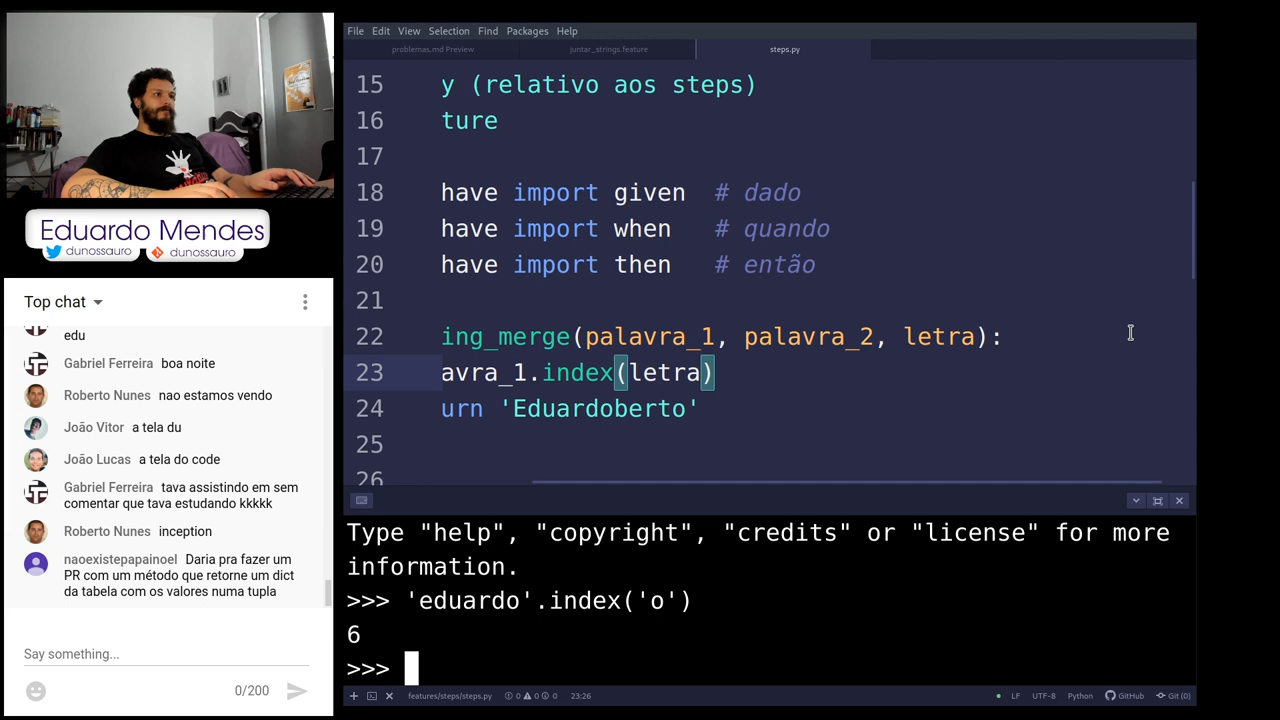 Eduardo Mendes
dunossauro dunossauro
Top chat
edu
Gabriel Ferreira boa noite
Roberto Nunes nao estamos vendo
João Vitor a tela du
João Lucas a tela do code
Gabriel Ferreira tava assistindo em sem
comentar que tava estudando kkkkk
Roberto Nunes inception
naoexistepapainoel Daria pra fazer um
PR com um método que retorne um dict
da tabela com os valores numa tupla
Say something...
0/200
File Edit View Selection Find Packages Help
problemas.md Preview juntar_strings.feature steps.py
15 y (relativo aos steps)
16 ture
17
18 have import given # dado
19 have import when # quando
20 have import then # então
21
22 ing_merge(palavra_1, palavra_2, letra):
23 avra_1.index(letra)
24 urn 'Eduardoberto'
25
26
Type "help", "copyright", "credits" or "license" for more
information.
>>> 'eduardo'.index('o')
6
>>>
features/steps/steps.py 0 0 0 23:26 LF UTF-8 Python GitHub Git (0)